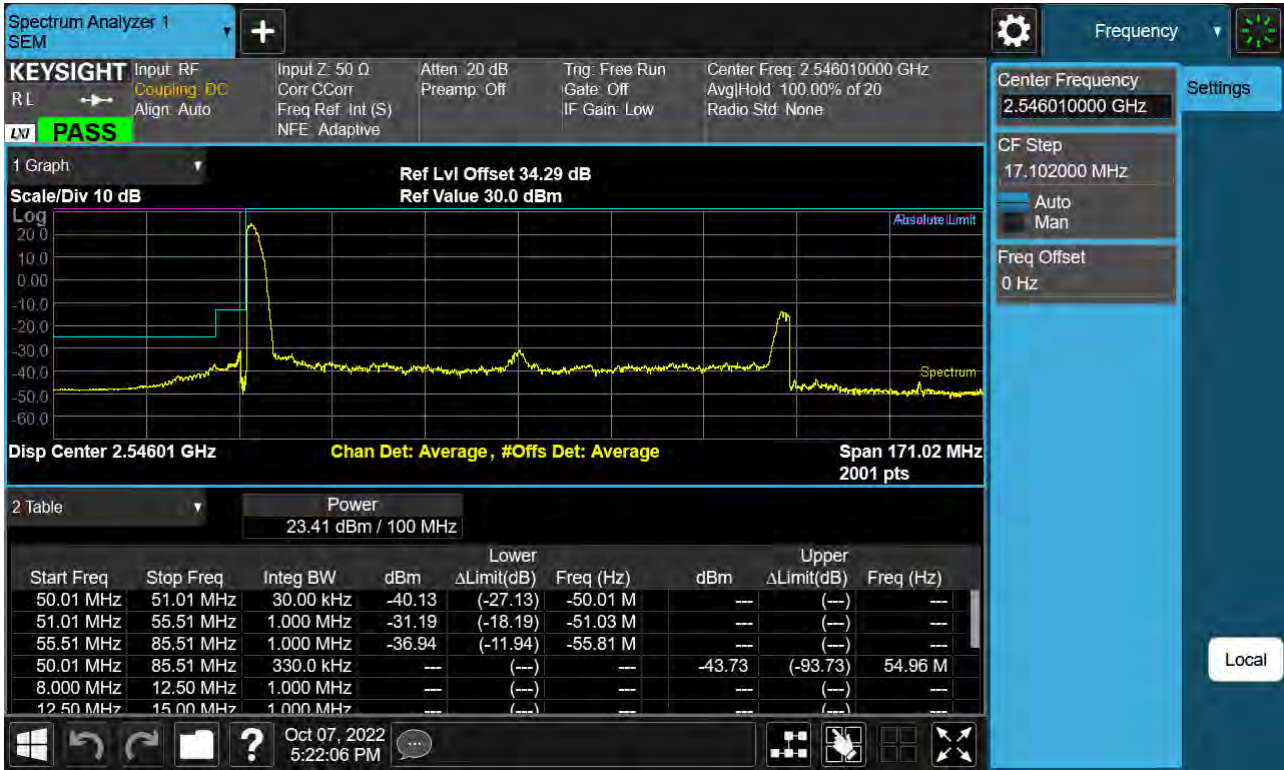 Spectrum Analyzer 1
SEM
Frequency
KEYSIGHT
RL
LXI PASS
Input: RF
Coupling: DC
Align: Auto
Input Z: 50 Ω
Corr CCorr
Freq Ref: Int (S)
NFE: Adaptive
Atten: 20 dB
Preamp: Off
Trig: Free Run
Gate: Off
IF Gain: Low
Center Freq: 2.546010000 GHz
Avg|Hold: 100.00% of 20
Radio Std: None
Center Frequency
2.546010000 GHz
Settings
CF Step
17.102000 MHz
Auto
Man
Freq Offset
0 Hz
Local
1 Graph
Scale/Div 10 dB
Ref Lvl Offset 34.29 dB
Ref Value 30.0 dBm
Log
20.0
10.0
0.00
-10.0
-20.0
-30.0
-40.0
-50.0
-60.0
Limit
Spectrum
Disp Center 2.54601 GHz
Chan Det: Average , #Offs Det: Average
Span 171.02 MHz
2001 pts
2 Table
Power
23.41 dBm / 100 MHz
Lower Upper
Start Freq Stop Freq Integ BW dBm ΔLimit(dB) Freq (Hz) dBm ΔLimit(dB) Freq (Hz)
50.01 MHz 51.01 MHz 30.00 kHz -40.13 (-27.13) -50.01 M --- (---) ---
51.01 MHz 55.51 MHz 1.000 MHz -31.19 (-18.19) -51.03 M --- (---) ---
55.51 MHz 85.51 MHz 1.000 MHz -36.94 (-11.94) -55.81 M --- (---) ---
50.01 MHz 85.51 MHz 330.0 kHz --- (---) --- -43.73 (-93.73) 54.96 M
8.000 MHz 12.50 MHz 1.000 MHz --- (---) --- --- (---) ---
12.50 MHz 15.00 MHz 1.000 MHz --- (---) --- --- (---) ---
Oct 07, 2022
5:22:06 PM